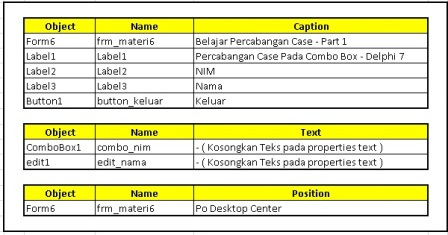 Object Name Caption
Form6 frm_materi6 Belajar Percabangan Case - Part 1
Label1 Label1 Percabangan Case Pada Combo Box - Delphi 7
Label2 Label2 NIM
Label3 Label3 Nama
Button1 button_keluar Keluar
Object Name Text
ComboBox1 combo_nim - ( Kosongkan Teks pada properties text )
edit1 edit_nama - ( Kosongkan Teks pada properties text )
Object Name Position
Form6 frm_materi6 Po Desktop Center